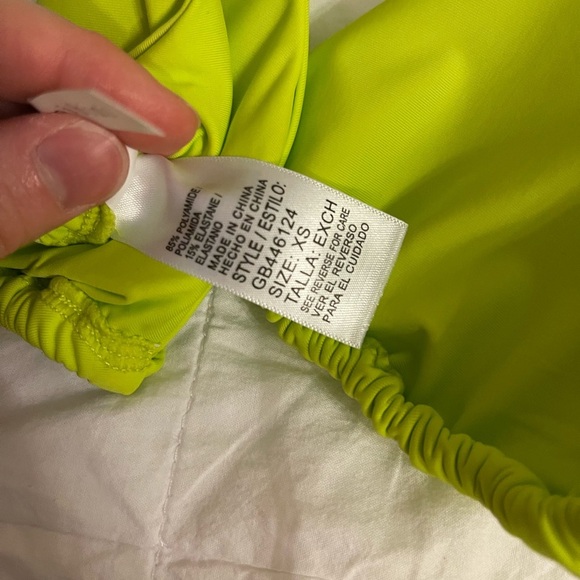 85% POLYAMIDE /
POLIAMIDA
15% ELASTANE /
ELASTANO
MADE IN CHINA
HECHO EN CHINA
STYLE / ESTILO:
GB446124
SIZE: XS
TALLA: EXCH
SEE REVERSE FOR CARE
VER EL REVERSO
PARA EL CUIDADO